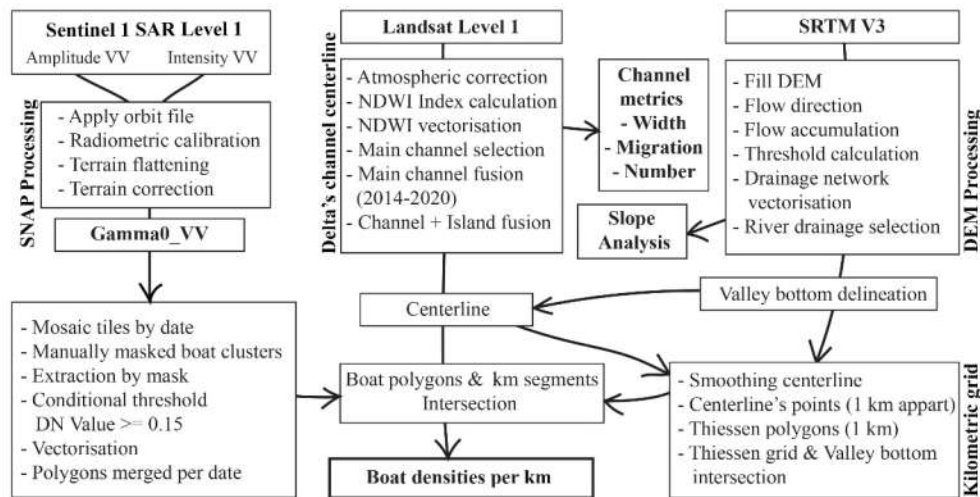 Sentinel 1 SAR Level 1
Amplitude VV Intensity VV
SNAP Processing
- Apply orbit file
- Radiometric calibration
- Terrain flattening
- Terrain correction
Gamma0_VV
- Mosaic tiles by date
- Manually masked boat clusters
- Extraction by mask
- Conditional threshold
DN Value >= 0.15
- Vectorisation
- Polygons merged per date
Landsat Level 1
Delta's channel centerline
- Atmospheric correction
- NDWI Index calculation
- NDWI vectorisation
- Main channel selection
- Main channel fusion
(2014-2020)
- Channel + Island fusion
Channel
metrics
- Width
- Migration
- Number
Slope
Analysis
Centerline
Boat polygons & km segments
Intersection
Boat densities per km
SRTM V3
- Fill DEM
- Flow direction
- Flow accumulation
- Threshold calculation
- Drainage network
vectorisation
- River drainage selection
DEM Processing
Valley bottom delineation
- Smoothing centerline
- Centerline's points (1 km appart)
- Thiessen polygons (1 km)
- Thiessen grid & Valley bottom
intersection
Kilometric grid